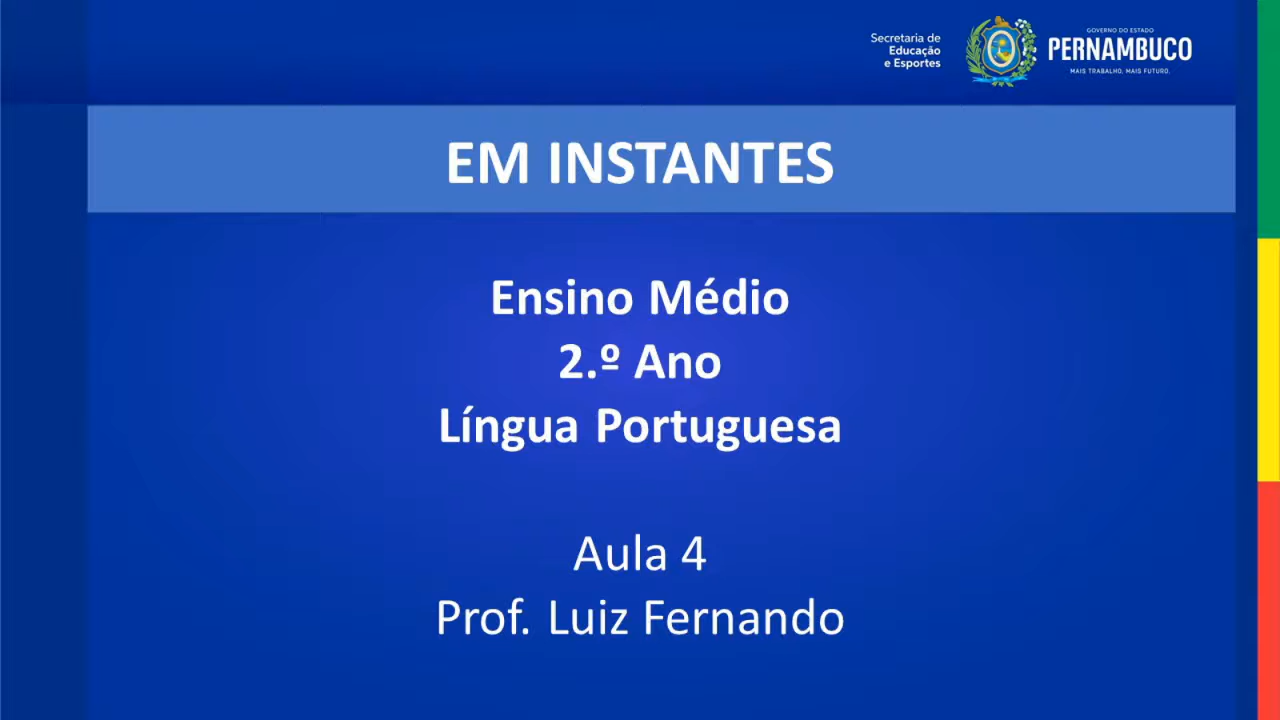 Secretaria de
Educação
e Esportes
GOVERNO DO ESTADO
PERNAMBUCO
MAIS TRABALHO, MAIS FUTURO.
EM INSTANTES
Ensino Médio
2.º Ano
Língua Portuguesa
Aula 4
Prof. Luiz Fernando